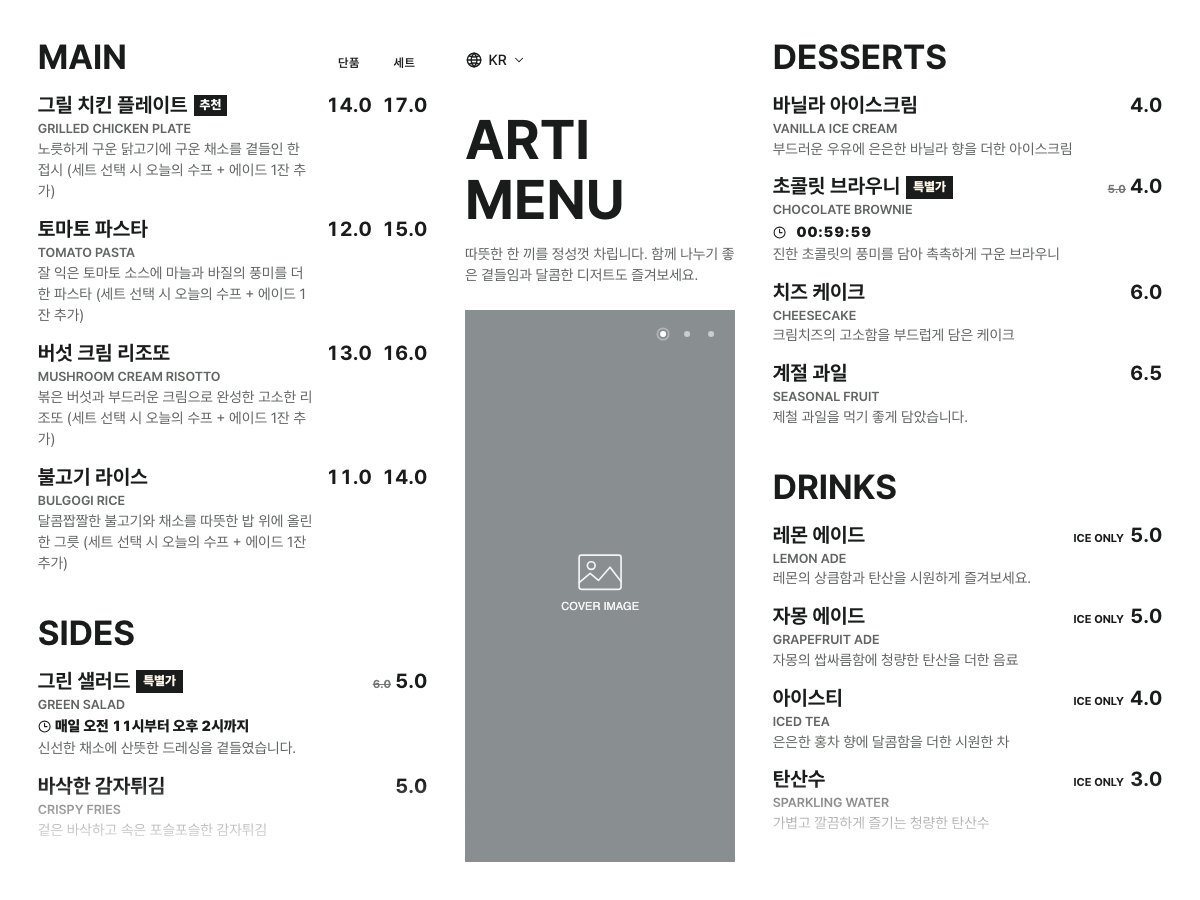 MAIN
단품 세트
그릴 치킨 플레이트 추천 14.0 17.0
GRILLED CHICKEN PLATE
노릇하게 구운 닭고기에 구운 채소를 곁들인 한
접시 (세트 선택 시 오늘의 수프 + 에이드 1잔 추
가)
토마토 파스타 12.0 15.0
TOMATO PASTA
잘 익은 토마토 소스에 마늘과 바질의 풍미를 더
한 파스타 (세트 선택 시 오늘의 수프 + 에이드 1
잔 추가)
버섯 크림 리조또 13.0 16.0
MUSHROOM CREAM RISOTTO
볶은 버섯과 부드러운 크림으로 완성한 고소한 리
조또 (세트 선택 시 오늘의 수프 + 에이드 1잔 추
가)
불고기 라이스 11.0 14.0
BULGOGI RICE
달콤짭짤한 불고기와 채소를 따뜻한 밥 위에 올린
한 그릇 (세트 선택 시 오늘의 수프 + 에이드 1잔
추가)
SIDES
그린 샐러드 특별가 6.0 5.0
GREEN SALAD
매일 오전 11시부터 오후 2시까지
신선한 채소에 산뜻한 드레싱을 곁들였습니다.
바삭한 감자튀김 5.0
CRISPY FRIES
겉은 바삭하고 속은 포슬포슬한 감자튀김
KR
ARTI
MENU
따뜻한 한 끼를 정성껏 차립니다. 함께 나누기 좋
은 곁들임과 달콤한 디저트도 즐겨보세요.
COVER IMAGE
DESSERTS
바닐라 아이스크림 4.0
VANILLA ICE CREAM
부드러운 우유에 은은한 바닐라 향을 더한 아이스크림
초콜릿 브라우니 특별가 5.0 4.0
CHOCOLATE BROWNIE
00:59:59
진한 초콜릿의 풍미를 담아 촉촉하게 구운 브라우니
치즈 케이크 6.0
CHEESECAKE
크림치즈의 고소함을 부드럽게 담은 케이크
계절 과일 6.5
SEASONAL FRUIT
제철 과일을 먹기 좋게 담았습니다.
DRINKS
레몬 에이드 ICE ONLY 5.0
LEMON ADE
레몬의 상큼함과 탄산을 시원하게 즐겨보세요.
자몽 에이드 ICE ONLY 5.0
GRAPEFRUIT ADE
자몽의 쌉싸름함에 청량한 탄산을 더한 음료
아이스티 ICE ONLY 4.0
ICED TEA
은은한 홍차 향에 달콤함을 더한 시원한 차
탄산수 ICE ONLY 3.0
SPARKLING WATER
가볍고 깔끔하게 즐기는 청량한 탄산수